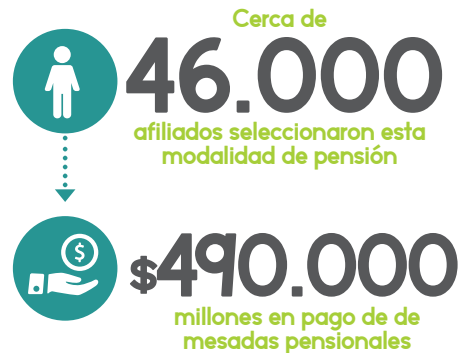 Cerca de
46.000
afiliados seleccionaron esta
modalidad de pensión
$490.000
millones en pago de de
mesadas pensionales